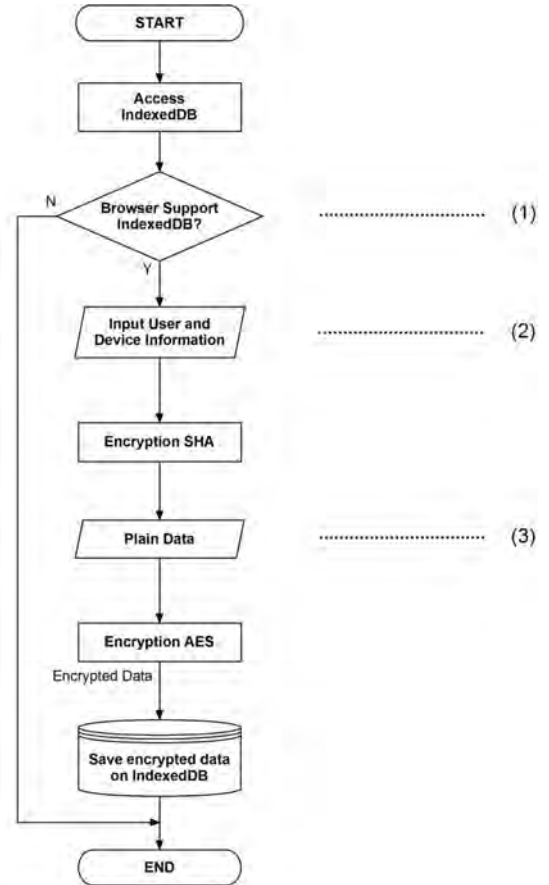 START
Access
IndexedDB
N
Browser Support
IndexedDB?
(1)
Y
Input User and
Device Information
(2)
Encryption SHA
Plain Data
(3)
Encryption AES
Encrypted Data
Save encrypted data
on IndexedDB
END